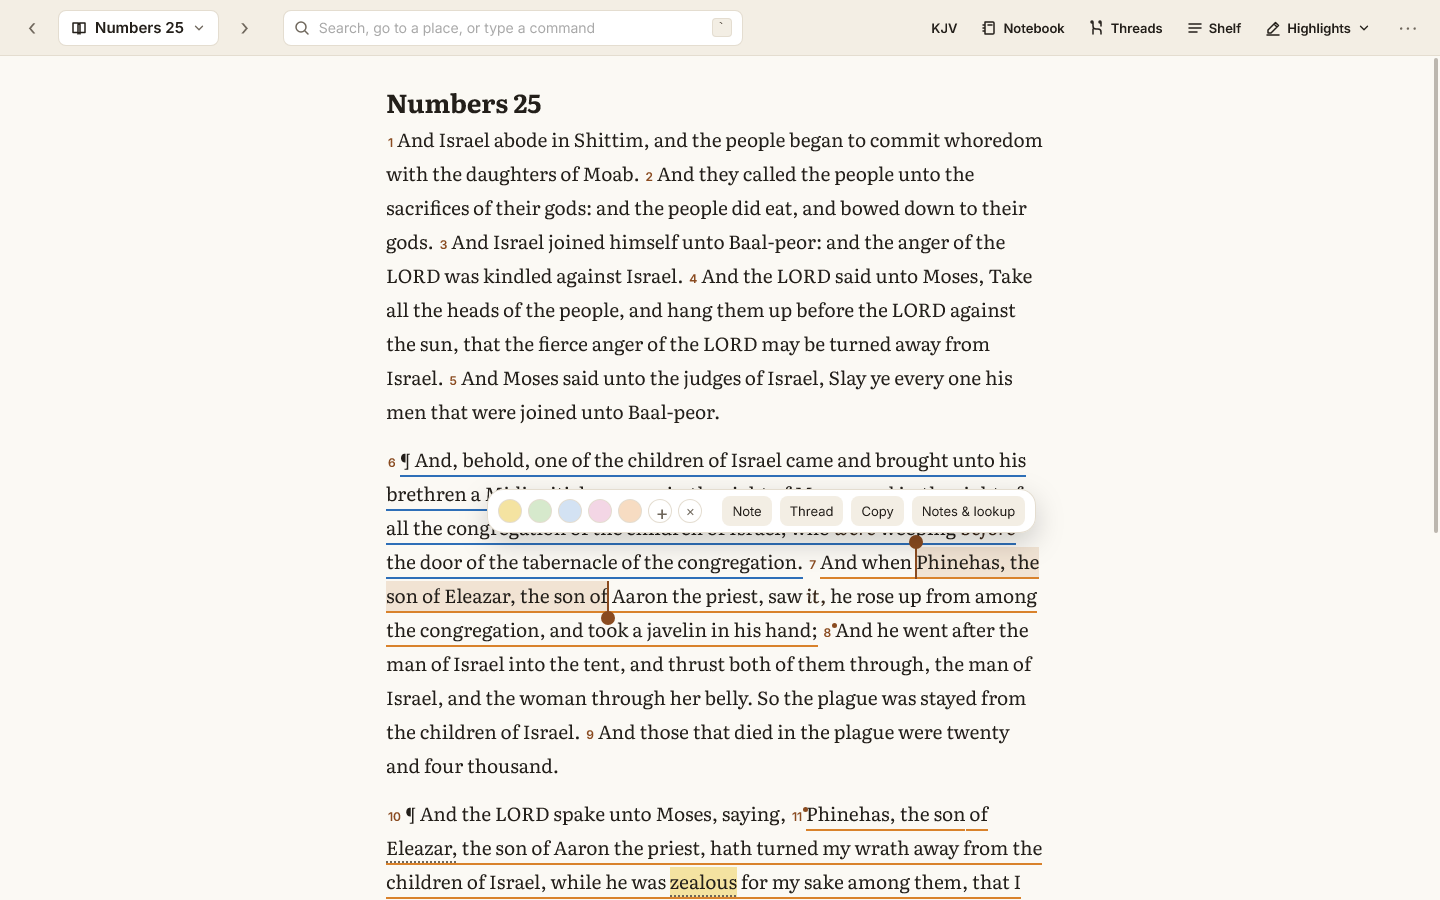 Numbers 25
Search, go to a place, or type a command
`
KJV
Notebook
Threads
Shelf
Highlights
Numbers 25
1 And Israel abode in Shittim, and the people began to commit whoredom
with the daughters of Moab. 2 And they called the people unto the
sacrifices of their gods: and the people did eat, and bowed down to their
gods. 3 And Israel joined himself unto Baal-peor: and the anger of the
LORD was kindled against Israel. 4 And the LORD said unto Moses, Take
all the heads of the people, and hang them up before the LORD against
the sun, that the fierce anger of the LORD may be turned away from
Israel. 5 And Moses said unto the judges of Israel, Slay ye every one his
men that were joined unto Baal-peor.
6 ¶ And, behold, one of the children of Israel came and brought unto his
brethren a
Note
Thread
Copy
Notes & lookup
all the congregation of the children of Israel, who were weeping before
the door of the tabernacle of the congregation. 7 And when Phinehas, the
son of Eleazar, the son of Aaron the priest, saw it, he rose up from among
the congregation, and took a javelin in his hand; 8 And he went after the
man of Israel into the tent, and thrust both of them through, the man of
Israel, and the woman through her belly. So the plague was stayed from
the children of Israel. 9 And those that died in the plague were twenty
and four thousand.
10 ¶ And the LORD spake unto Moses, saying, 11 Phinehas, the son of
Eleazar, the son of Aaron the priest, hath turned my wrath away from the
children of Israel, while he was zealous for my sake among them, that I